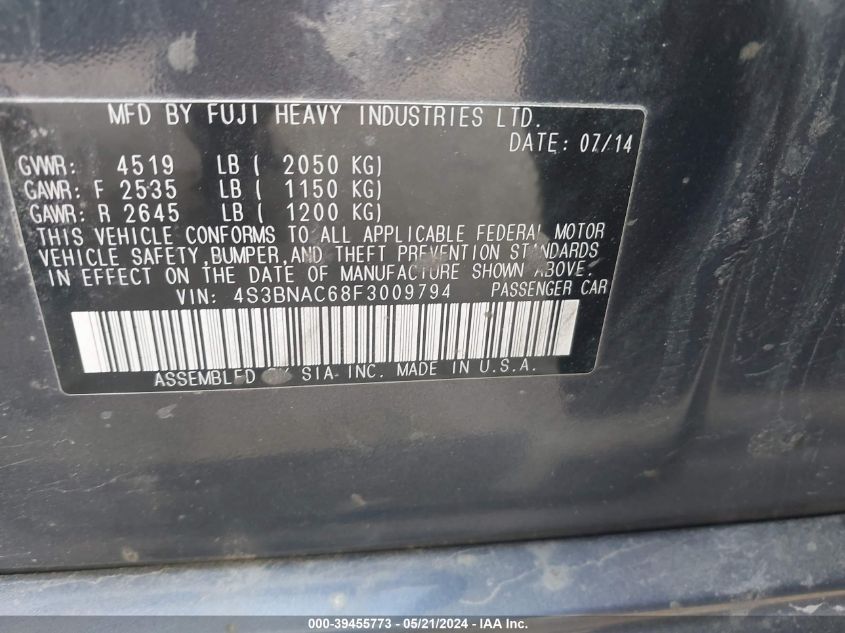 MFD BY FUJI HEAVY INDUSTRIES LTD.
DATE: 07/14
GVWR: 4519 LB ( 2050 KG)
GAWR: F 2535 LB ( 1150 KG)
GAWR: R 2645 LB ( 1200 KG)
THIS VEHICLE CONFORMS TO ALL APPLICABLE FEDERAL MOTOR
VEHICLE SAFETY, BUMPER, AND THEFT PREVENTION STANDARDS
IN EFFECT ON THE DATE OF MANUFACTURE SHOWN ABOVE.
VIN: 4S3BNAC68F3009794 PASSENGER CAR
ASSEMBLED BY SIA INC. MADE IN U.S.A.
000-39455773 - 05/21/2024 - IAA Inc.